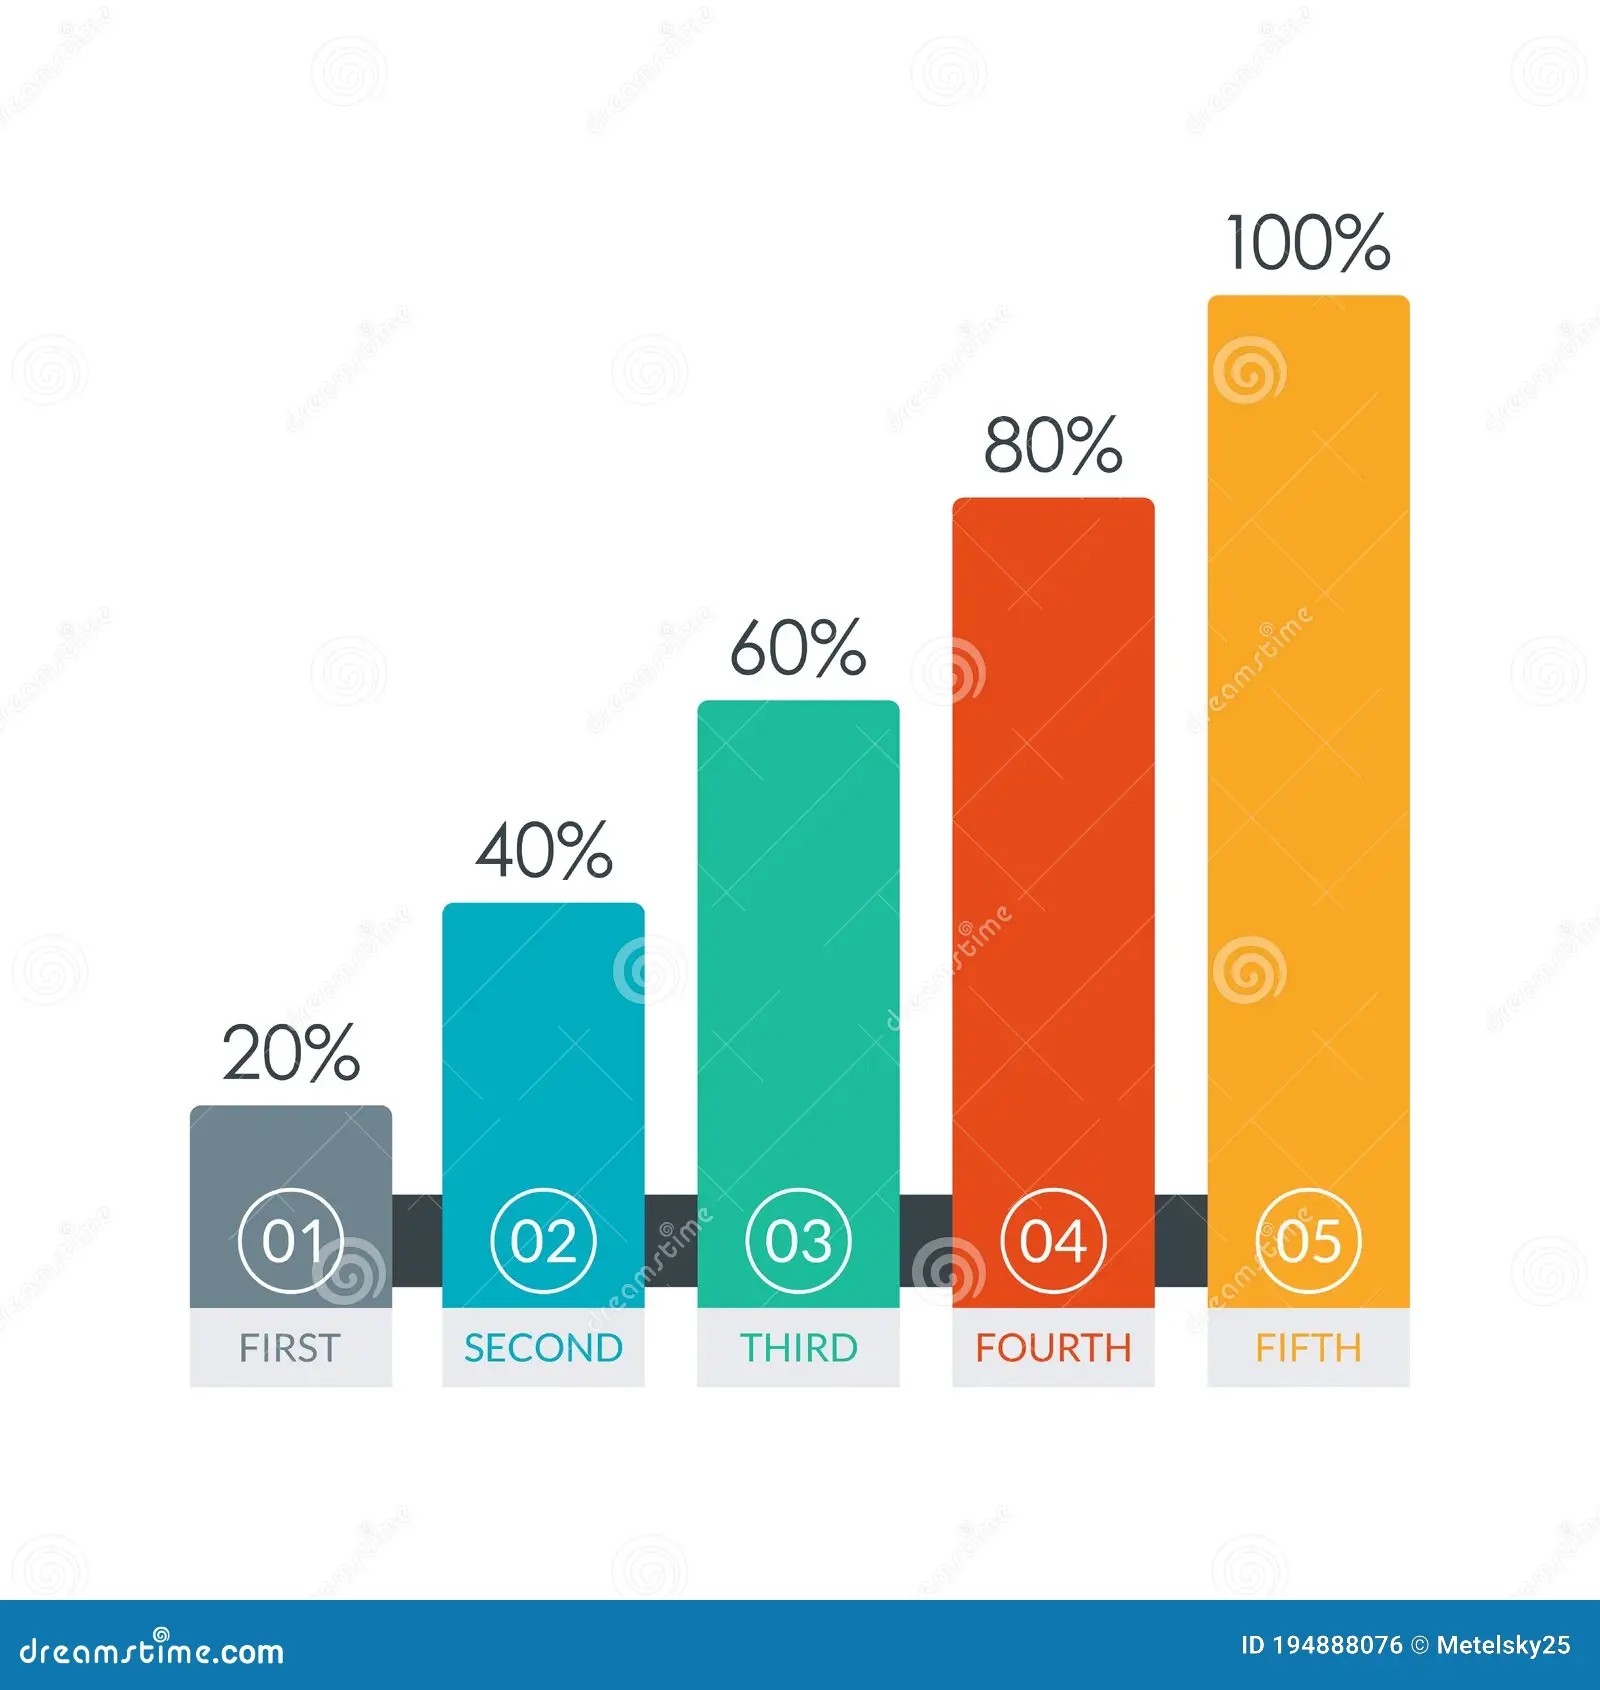 100%
80%
60%
40%
20%
01 02 03 04 05
FIRST SECOND THIRD FOURTH FIFTH
dreamstime.com
ID 194888076 © Metelsky25